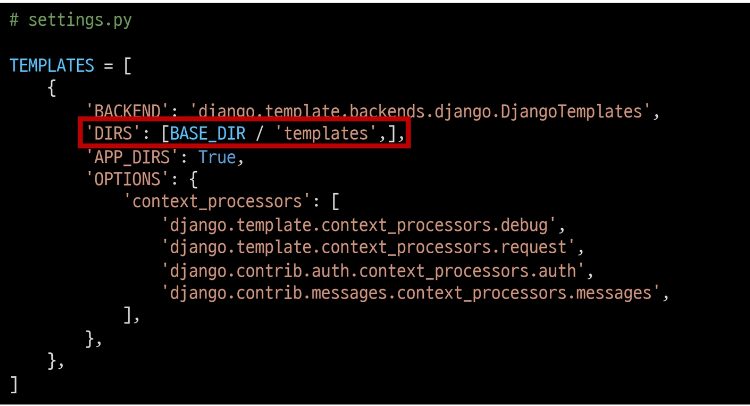 # settings.py
TEMPLATES = [
{
'BACKEND': 'django.template.backends.django.DjangoTemplates',
'DIRS': [BASE_DIR / 'templates',],
'APP_DIRS': True,
'OPTIONS': {
'context_processors': [
'django.template.context_processors.debug',
'django.template.context_processors.request',
'django.contrib.auth.context_processors.auth',
'django.contrib.messages.context_processors.messages',
],
},
},
]